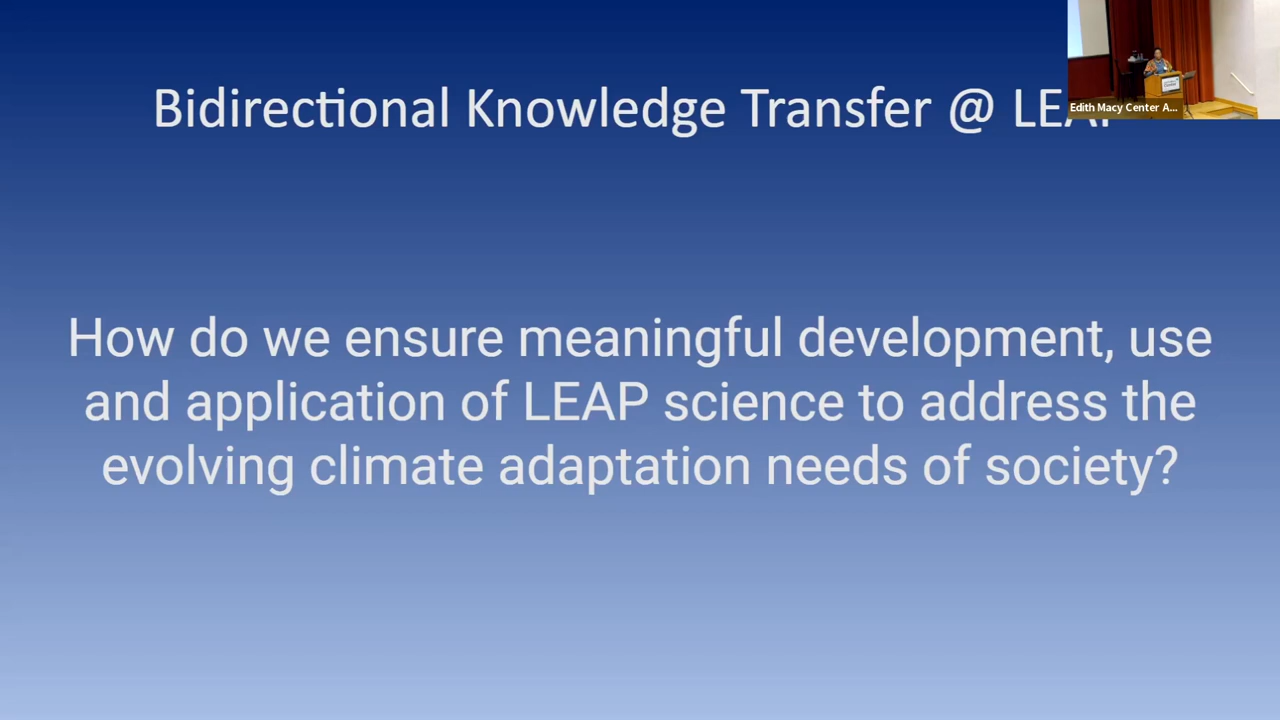 Bidirectional Knowledge Transfer @ LEAP
Edith Macy Center A...
How do we ensure meaningful development, use
and application of LEAP science to address the
evolving climate adaptation needs of society?